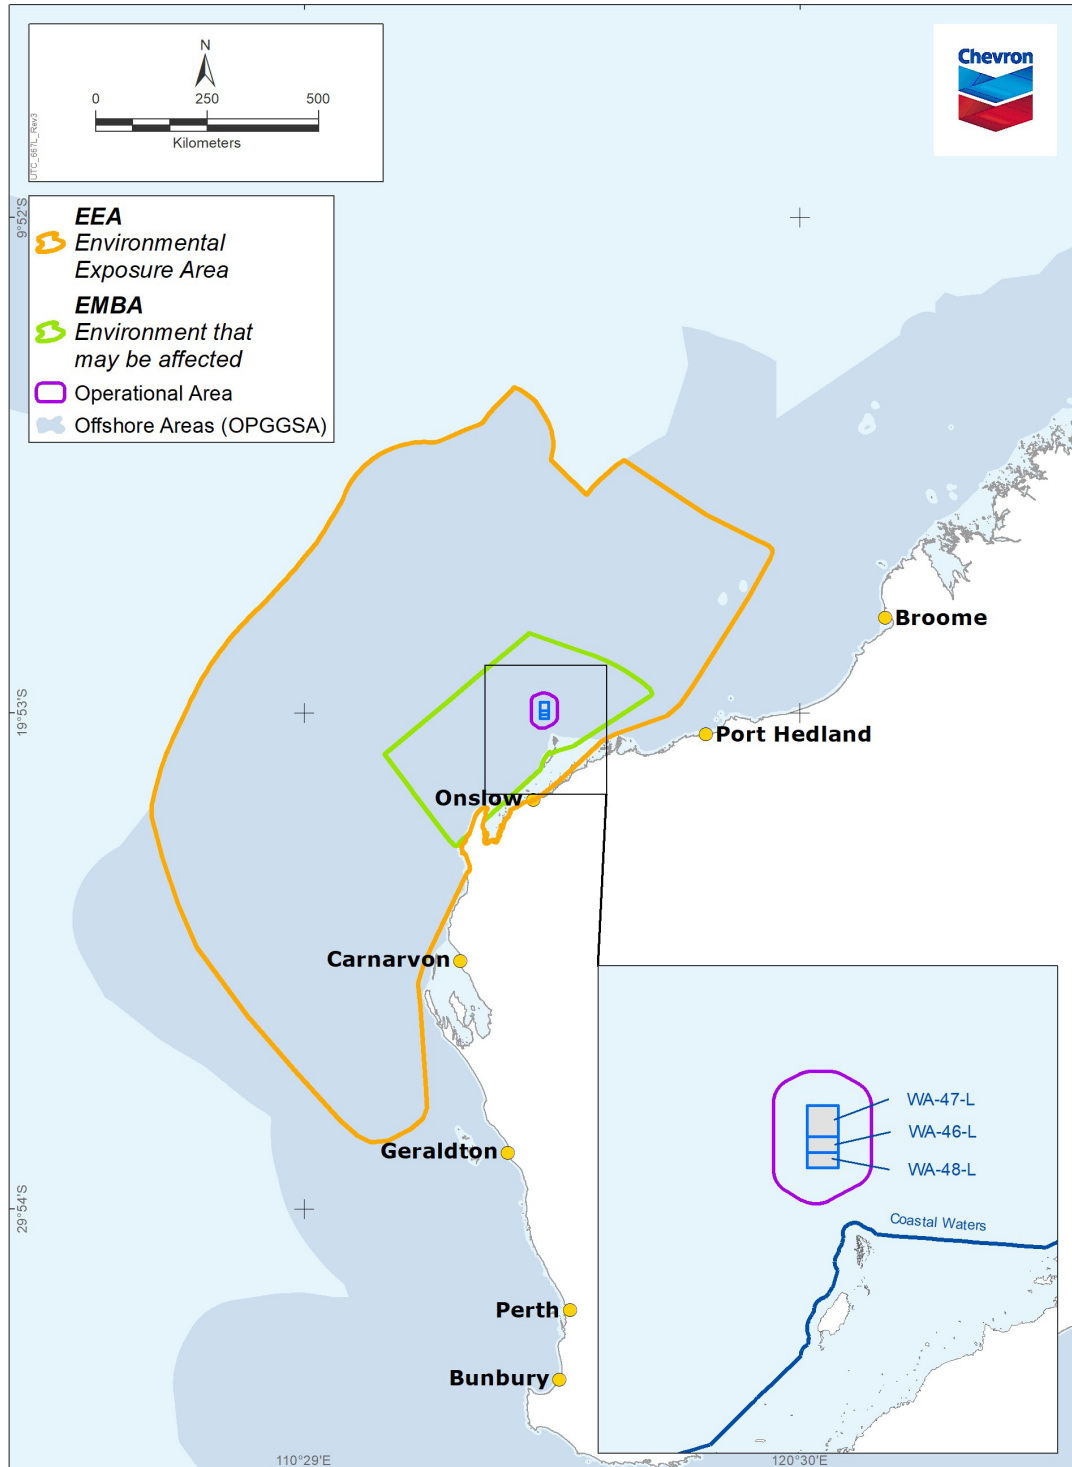 N
0 250 500
Kilometers
UTC_667L_Rev3
Chevron
EEA
Environmental
Exposure Area
EMBA
Environment that
may be affected
Operational Area
Offshore Areas (OPGGSA)
9°52'S
19°53'S
29°54'S
Broome
Port Hedland
Onslow
Carnarvon
Geraldton
Perth
Bunbury
WA-47-L
WA-46-L
WA-48-L
Coastal Waters
110°29'E
120°30'E